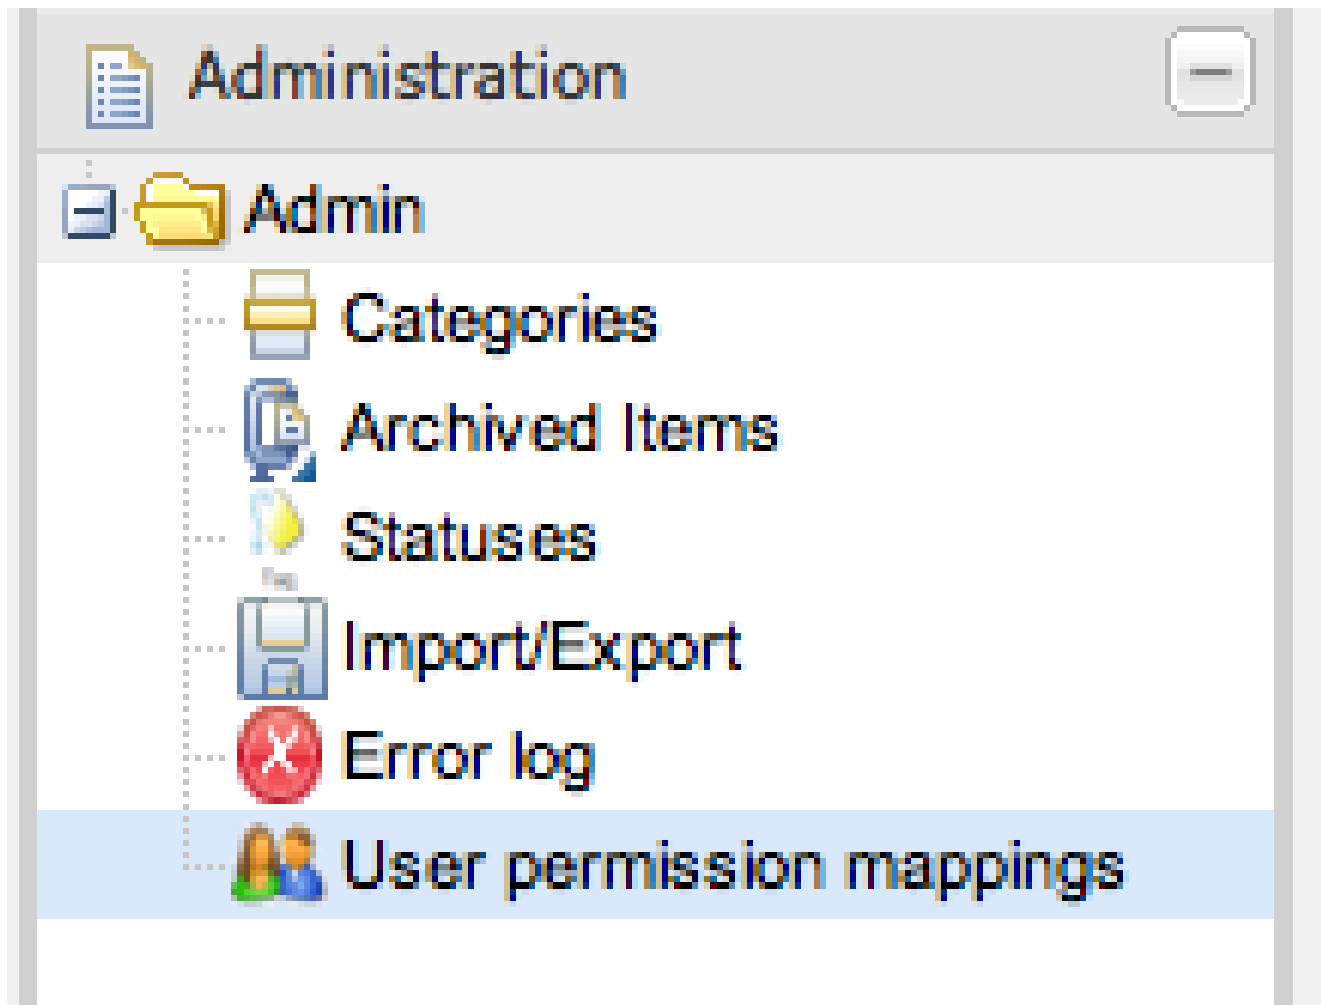 Administration
Admin
Categories
Archived Items
Statuses
Import/Export
Error log
User permission mappings